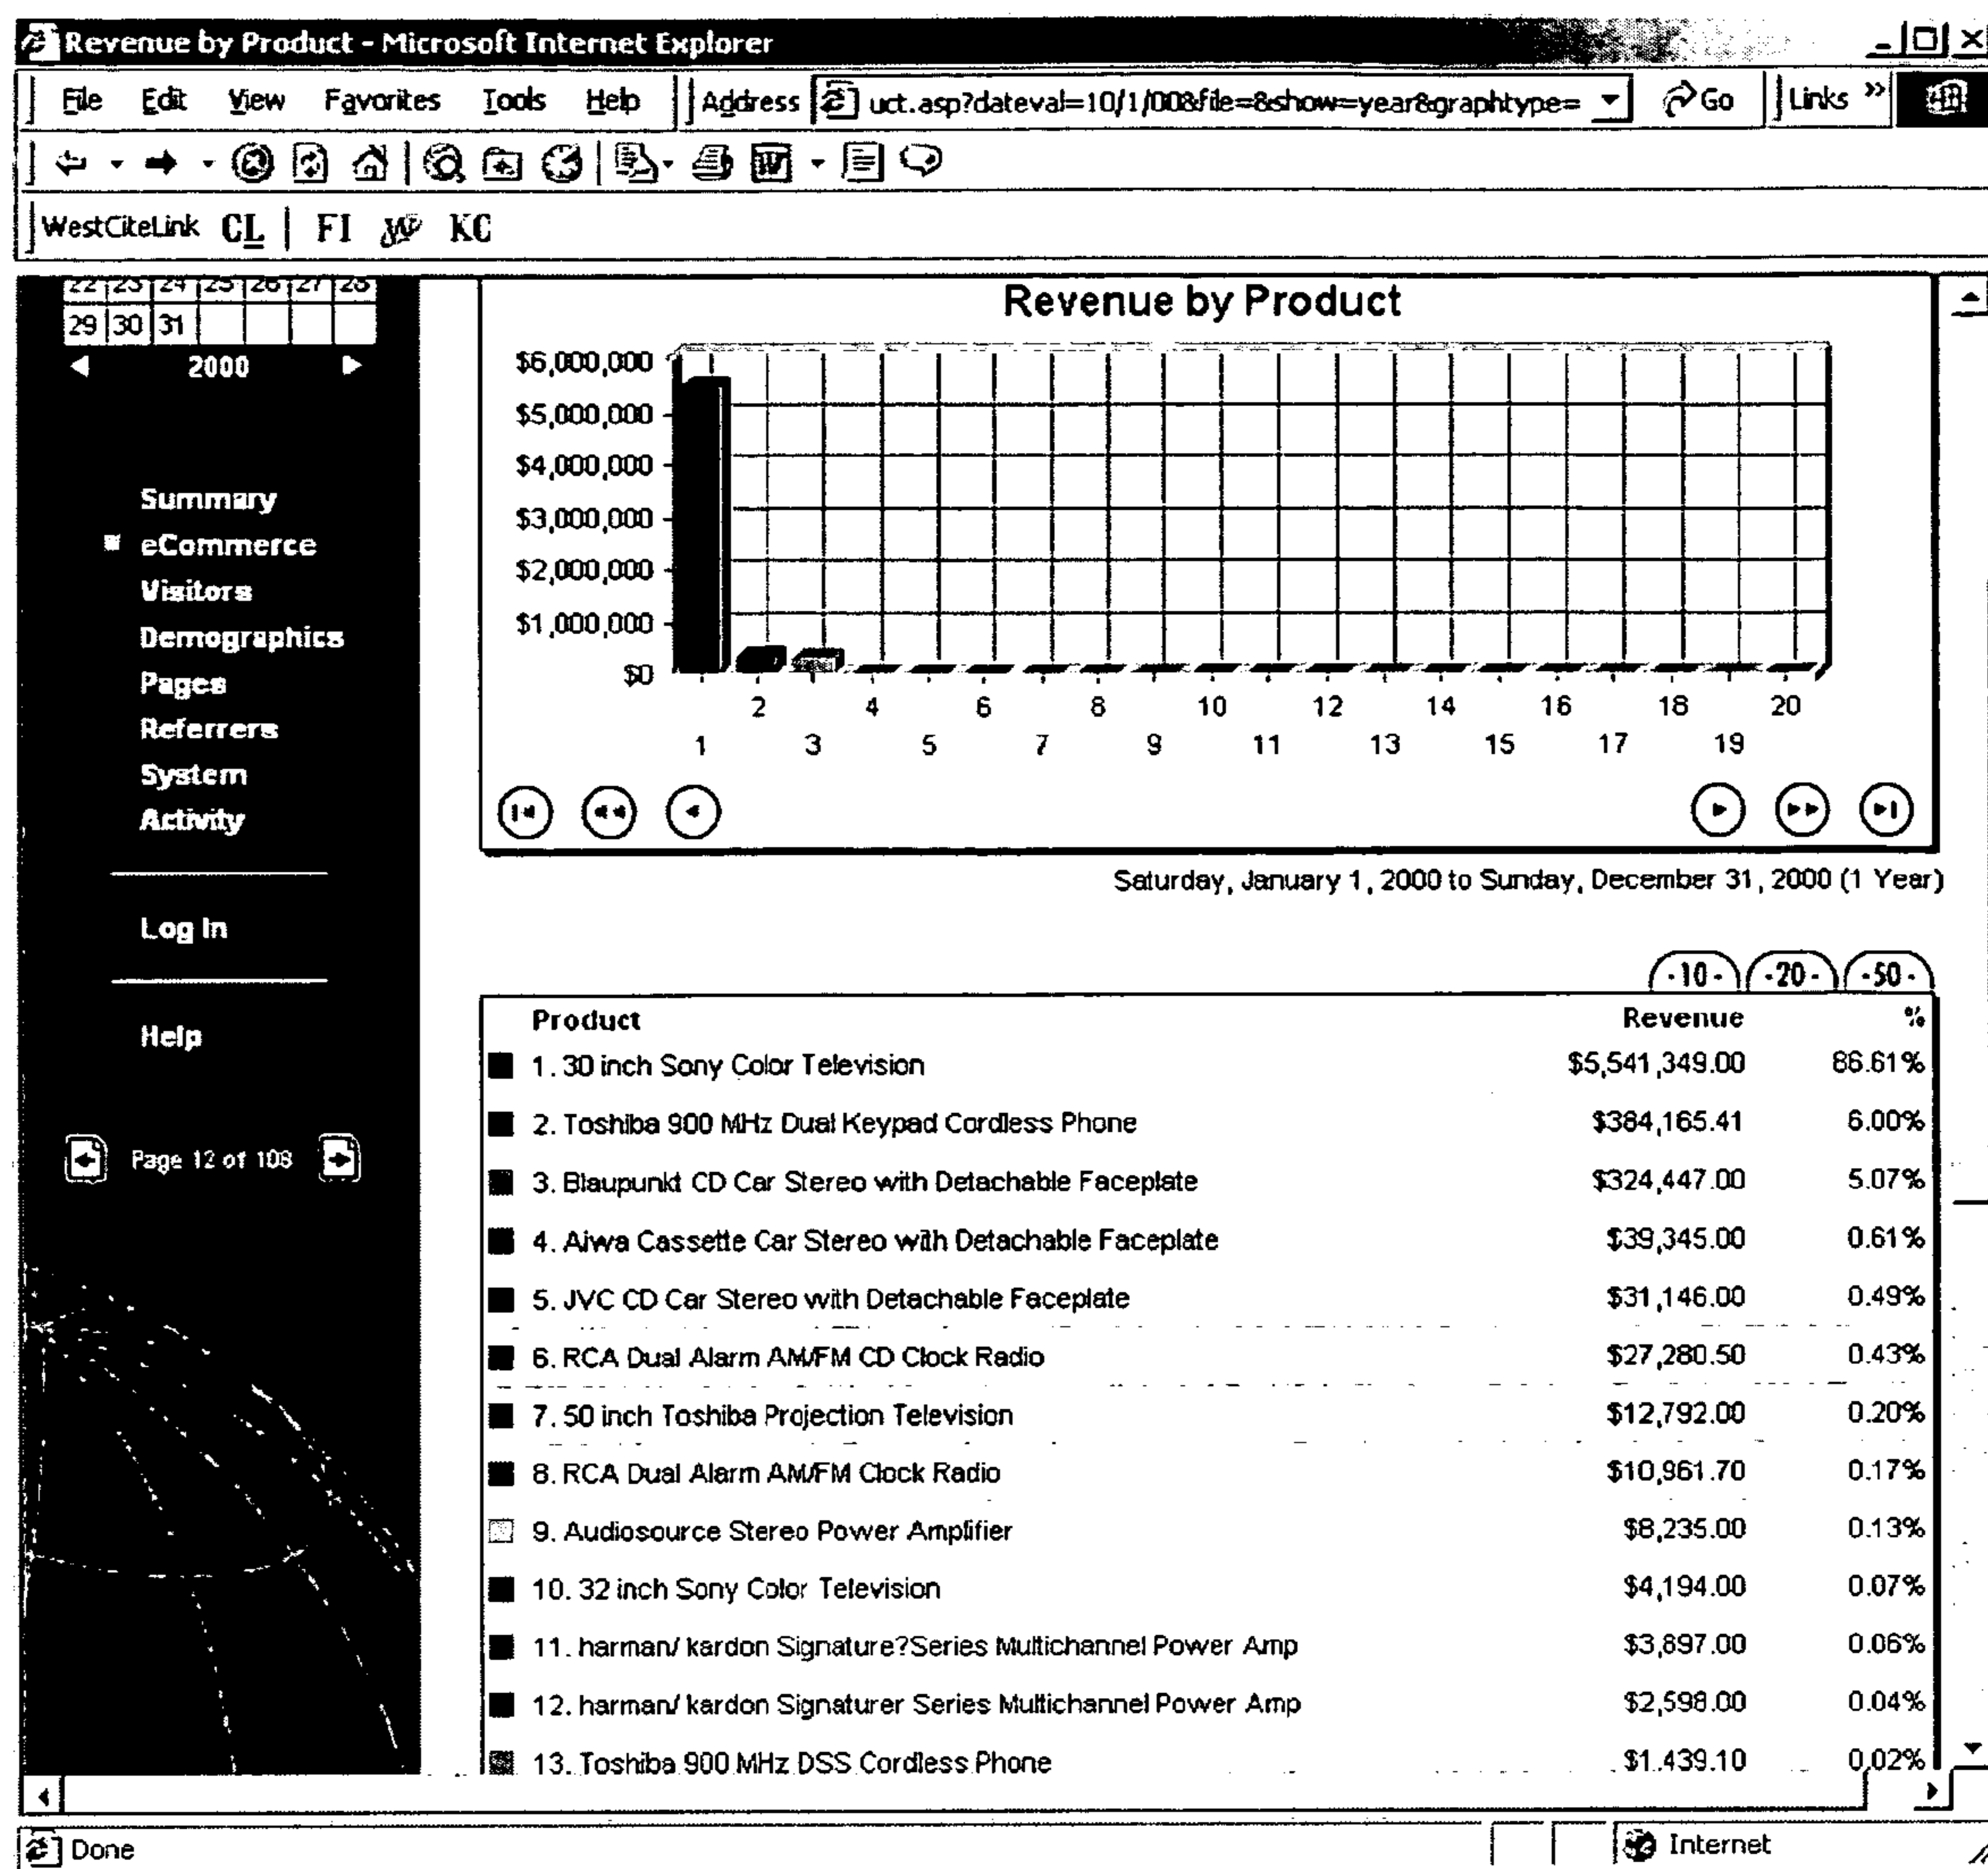 Revenue by Product - Microsoft Internet Explorer
File Edit View Favorites Tools Help Address uct.asp?dateval=10/1/00&file=&show=year&graphtype= Go Links »
WestCiteLink CL | FI KC
22 23 24 25 26 27 28
29 30 31
2000
Summary
eCommerce
Visitors
Demographics
Pages
Referrers
System
Activity
Log In
Help
Page 12 of 108
Revenue by Product
$6,000,000
$5,000,000
$4,000,000
$3,000,000
$2,000,000
$1,000,000
$0
2 4 6 8 10 12 14 16 18 20
1 3 5 7 9 11 13 15 17 19
Saturday, January 1, 2000 to Sunday, December 31, 2000 (1 Year)
-10- -20- -50-
Product Revenue %
1. 30 inch Sony Color Television $5,541,349.00 86.61%
2. Toshiba 900 MHz Dual Keypad Cordless Phone $384,165.41 6.00%
3. Blaupunkt CD Car Stereo with Detachable Faceplate $324,447.00 5.07%
4. Aiwa Cassette Car Stereo with Detachable Faceplate $39,345.00 0.61%
5. JVC CD Car Stereo with Detachable Faceplate $31,146.00 0.49%
6. RCA Dual Alarm AM/FM CD Clock Radio $27,280.50 0.43%
7. 50 inch Toshiba Projection Television $12,792.00 0.20%
8. RCA Dual Alarm AM/FM Clock Radio $10,961.70 0.17%
9. Audiosource Stereo Power Amplifier $8,235.00 0.13%
10. 32 inch Sony Color Television $4,194.00 0.07%
11. harman/ kardon Signature?Series Multichannel Power Amp $3,897.00 0.06%
12. harman/ kardon Signaturer Series Multichannel Power Amp $2,598.00 0.04%
13. Toshiba 900 MHz DSS Cordless Phone $1,439.10 0.02%
Done Internet